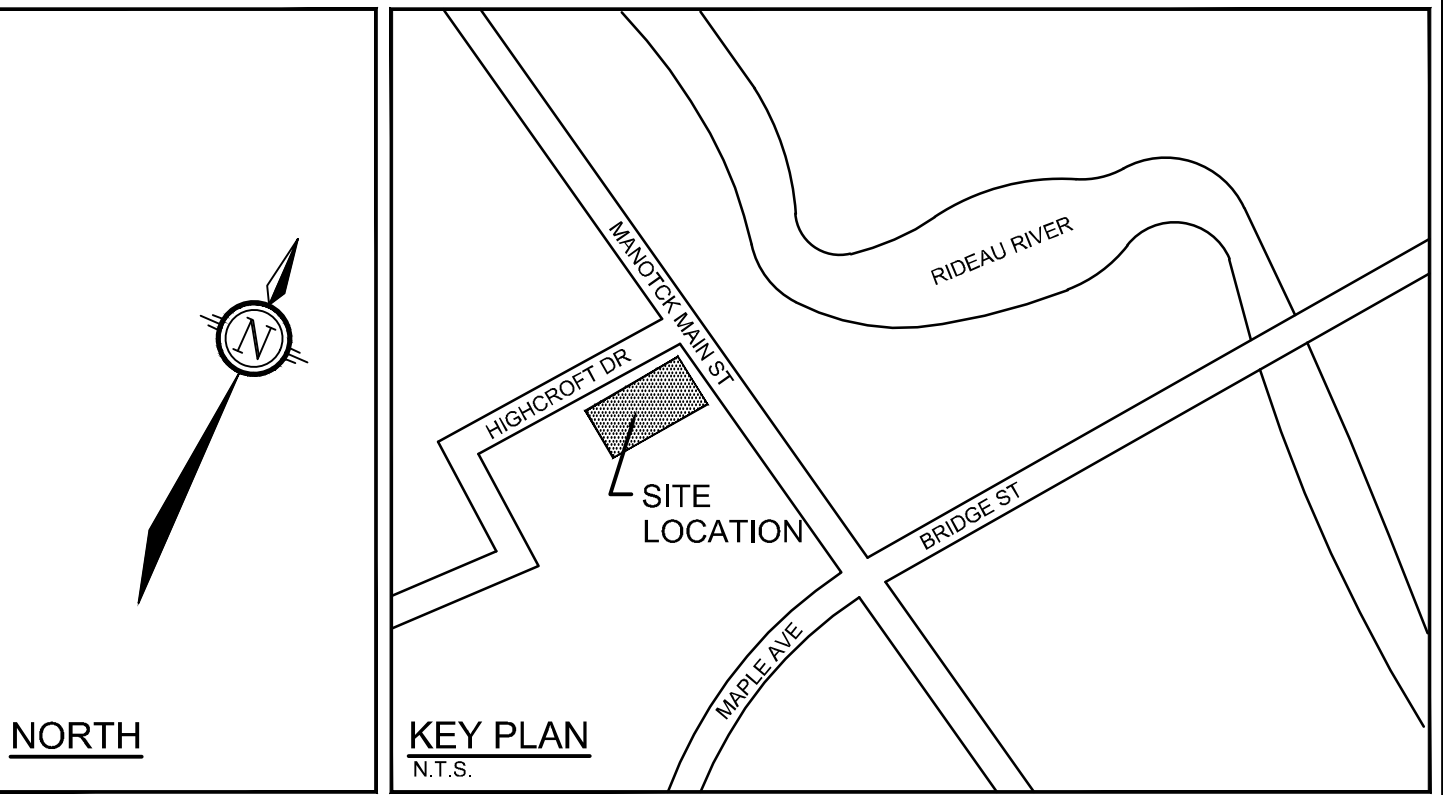 N
NORTH
MANOTCK MAIN ST
RIDEAU RIVER
HIGHCROFT DR
SITE
LOCATION
BRIDGE ST
MAPLE AVE
KEY PLAN
N.T.S.